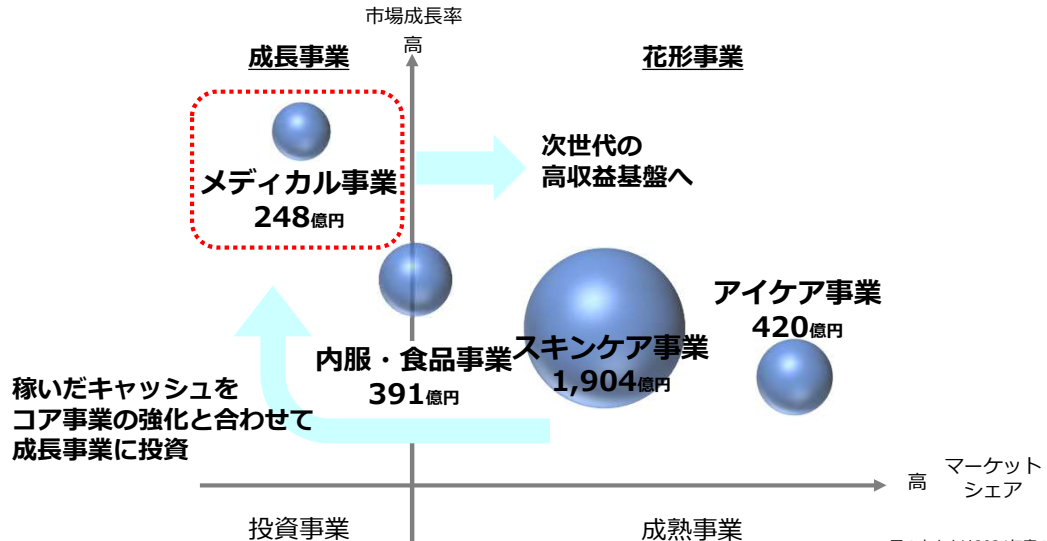 市場成長率
高
成長事業
花形事業
次世代の
高収益基盤へ
メディカル事業
248億円
アイケア事業
420億円
スキンケア事業
1,904億円
内服・食品事業
391億円
稼いだキャッシュを
コア事業の強化と合わせて
成長事業に投資
高
マーケット
シェア
投資事業
成熟事業